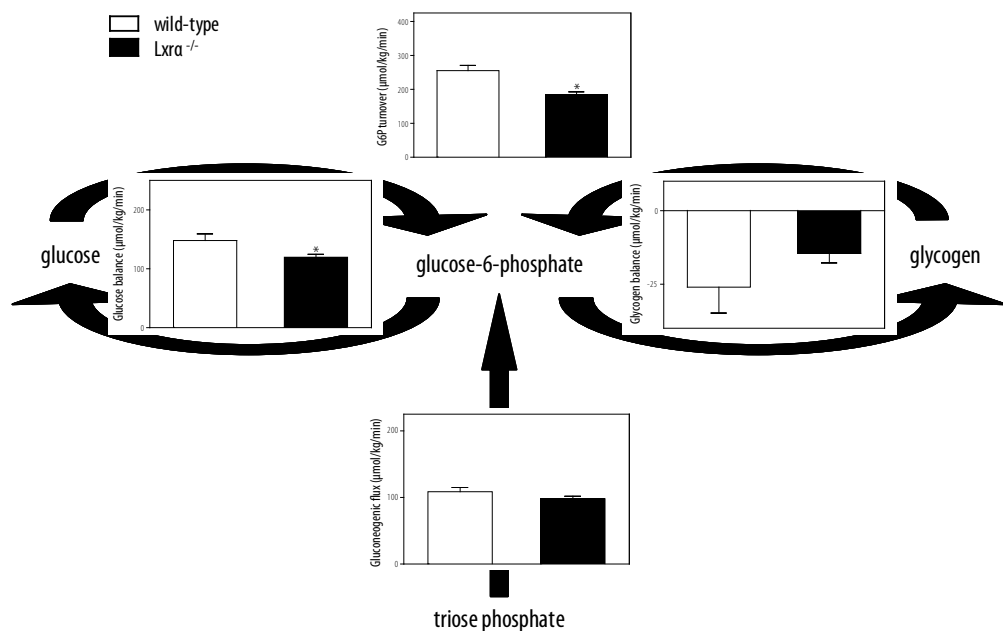 wild-type
Lxrα -/-
G6P turnover (µmol/kg/min)
400
300
200
100
0
*
Glucose balance (µmol/kg/min)
200
100
0
*
Glycogen balance (µmol/kg/min)
0
-25
glucose
glucose-6-phosphate
glycogen
Gluconeogenic flux (µmol/kg/min)
200
100
0
triose phosphate